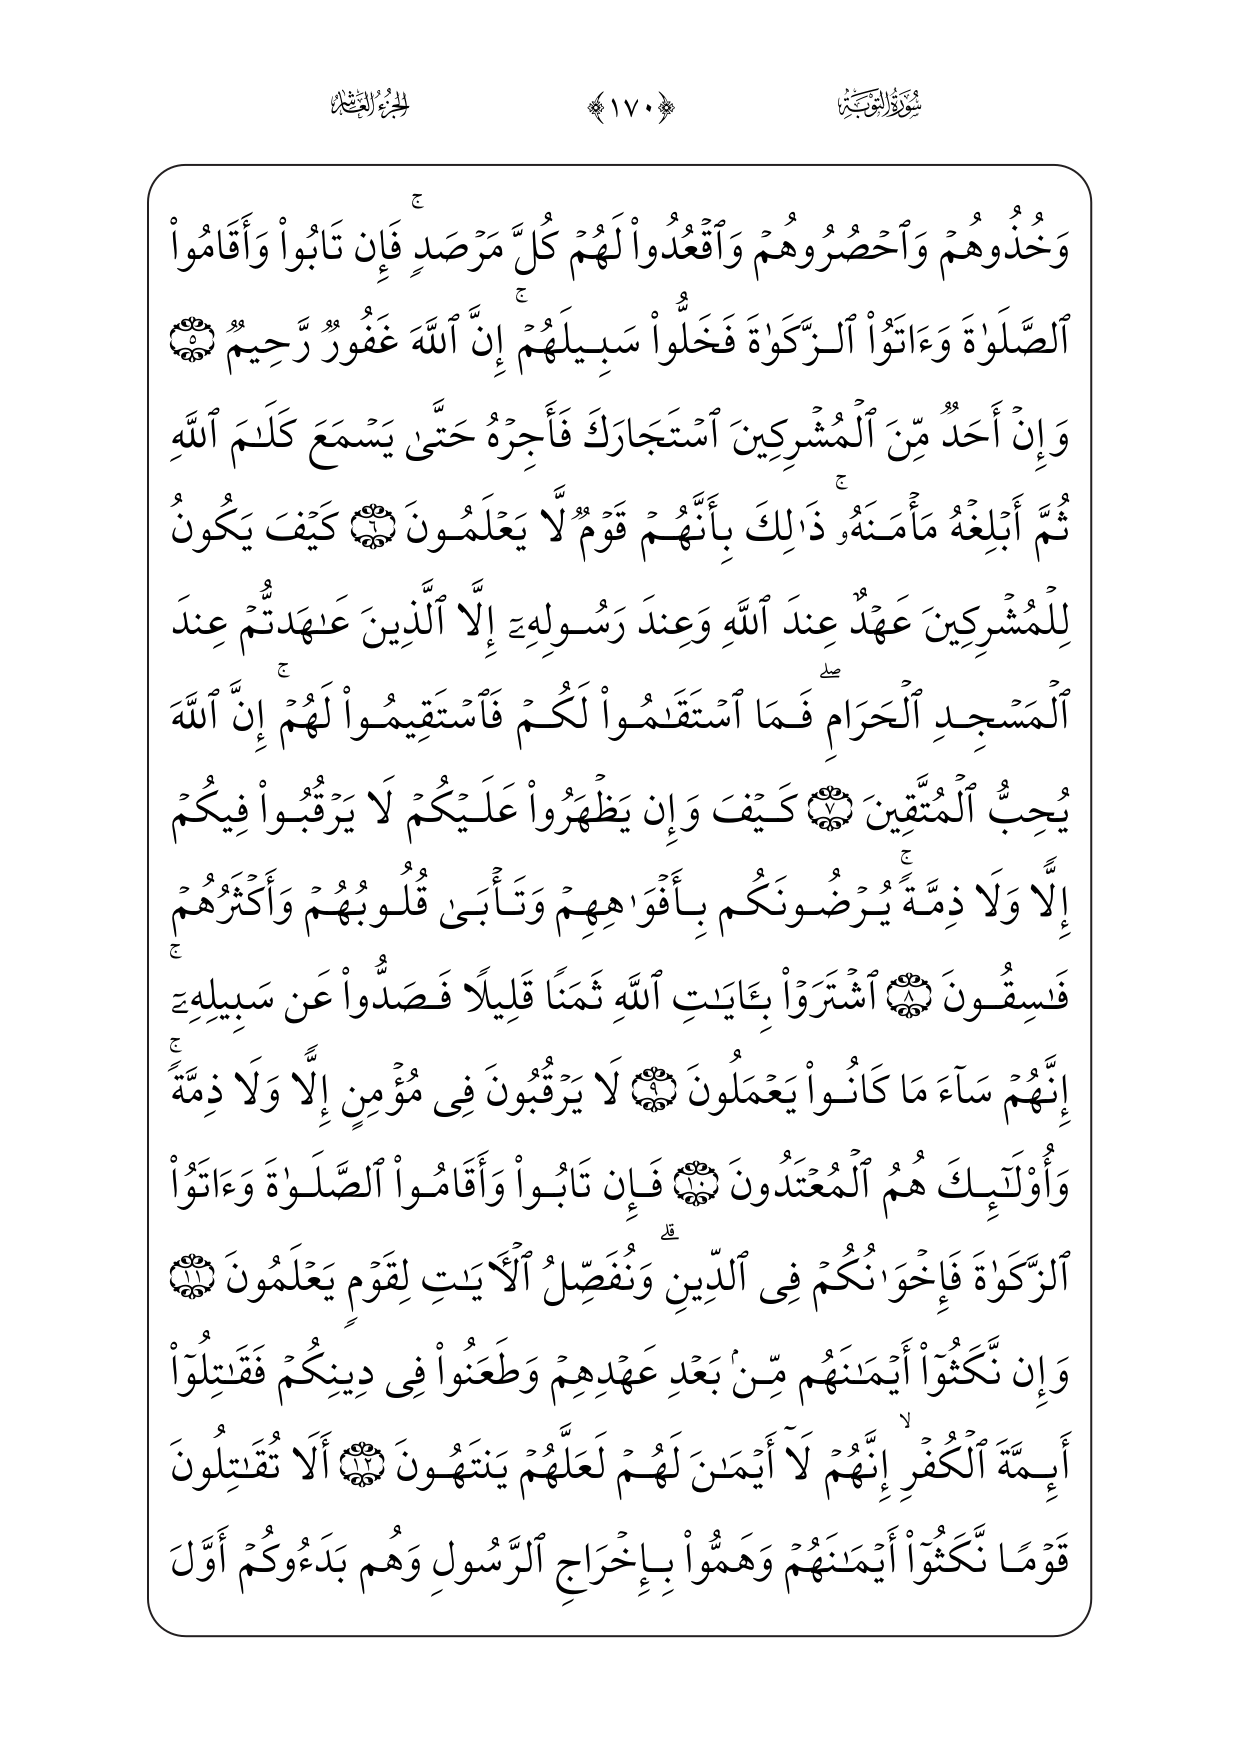 سُورَةُ التَّوۡبَةِ ﴿١٧٠﴾ الجُزْءُ العَاشِرُ
وَخُذُوهُمۡ وَٱحۡصُرُوهُمۡ وَٱقۡعُدُواْ لَهُمۡ كُلَّ مَرۡصَدٖۚ فَإِن تَابُواْ وَأَقَامُواْ
ٱلصَّلَوٰةَ وَءَاتَوُاْ ٱلزَّكَوٰةَ فَخَلُّواْ سَبِيلَهُمۡۚ إِنَّ ٱللَّهَ غَفُورٞ رَّحِيمٞ ٥
وَإِنۡ أَحَدٞ مِّنَ ٱلۡمُشۡرِكِينَ ٱسۡتَجَارَكَ فَأَجِرۡهُ حَتَّىٰ يَسۡمَعَ كَلَٰمَ ٱللَّهِ
ثُمَّ أَبۡلِغۡهُ مَأۡمَنَهُۥۚ ذَٰلِكَ بِأَنَّهُمۡ قَوۡمٞ لَّا يَعۡلَمُونَ ٦ كَيۡفَ يَكُونُ
لِلۡمُشۡرِكِينَ عَهۡدٌ عِندَ ٱللَّهِ وَعِندَ رَسُولِهِۦٓ إِلَّا ٱلَّذِينَ عَٰهَدتُّمۡ عِندَ
ٱلۡمَسۡجِدِ ٱلۡحَرَامِۖ فَمَا ٱسۡتَقَٰمُواْ لَكُمۡ فَٱسۡتَقِيمُواْ لَهُمۡۚ إِنَّ ٱللَّهَ
يُحِبُّ ٱلۡمُتَّقِينَ ٧ كَيۡفَ وَإِن يَظۡهَرُواْ عَلَيۡكُمۡ لَا يَرۡقُبُواْ فِيكُمۡ
إِلّٗا وَلَا ذِمَّةٗۚ يُرۡضُونَكُم بِأَفۡوَٰهِهِمۡ وَتَأۡبَىٰ قُلُوبُهُمۡ وَأَكۡثَرُهُمۡ
فَٰسِقُونَ ٨ ٱشۡتَرَوۡاْ بِـَٔايَٰتِ ٱللَّهِ ثَمَنٗا قَلِيلٗا فَصَدُّواْ عَن سَبِيلِهِۦٓۚ
إِنَّهُمۡ سَآءَ مَا كَانُواْ يَعۡمَلُونَ ٩ لَا يَرۡقُبُونَ فِي مُؤۡمِنٍ إِلّٗا وَلَا ذِمَّةٗۚ
وَأُوْلَٰٓئِكَ هُمُ ٱلۡمُعۡتَدُونَ ١٠ فَإِن تَابُواْ وَأَقَامُواْ ٱلصَّلَوٰةَ وَءَاتَوُاْ
ٱلزَّكَوٰةَ فَإِخۡوَٰنُكُمۡ فِي ٱلدِّينِۗ وَنُفَصِّلُ ٱلۡأٓيَٰتِ لِقَوۡمٖ يَعۡلَمُونَ ١١
وَإِن نَّكَثُوٓاْ أَيۡمَٰنَهُم مِّنۢ بَعۡدِ عَهۡدِهِمۡ وَطَعَنُواْ فِي دِينِكُمۡ فَقَٰتِلُوٓاْ
أَئِمَّةَ ٱلۡكُفۡرِ ۙ إِنَّهُمۡ لَآ أَيۡمَٰنَ لَهُمۡ لَعَلَّهُمۡ يَنتَهُونَ ١٢ أَلَا تُقَٰتِلُونَ
قَوۡمٗا نَّكَثُوٓاْ أَيۡمَٰنَهُمۡ وَهَمُّواْ بِإِخۡرَاجِ ٱلرَّسُولِ وَهُم بَدَءُوكُمۡ أَوَّلَ